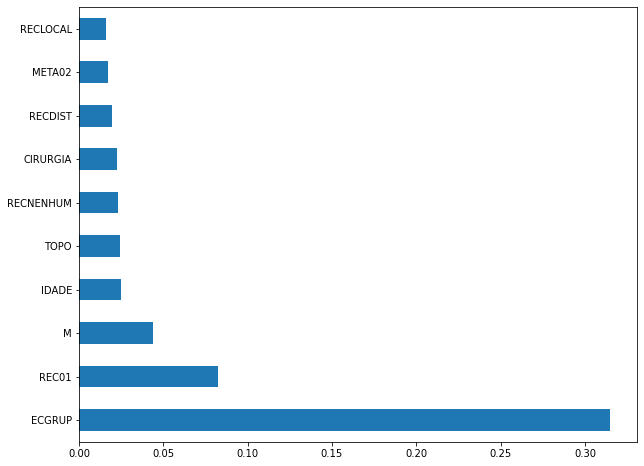 RECLOCAL
META02
RECDIST
CIRURGIA
RECNENHUM
TOPO
IDADE
M
REC01
ECGRUP
0.00 0.05 0.10 0.15 0.20 0.25 0.30